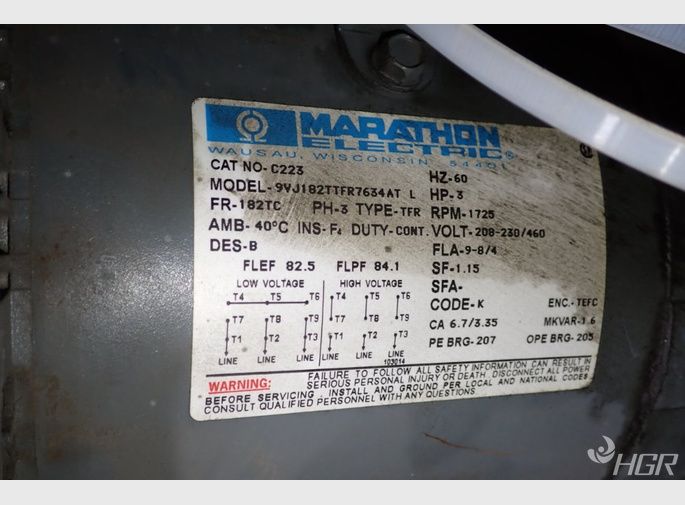 MARATHON
ELECTRIC®
WAUSAU, WISCONSIN 54401
CAT NO-C223 HZ-60
MODEL-9VJ182TTFR7634AT L HP-3
FR-182TC PH-3 TYPE-TFR RPM-1725
AMB-40°C INS-F4 DUTY-CONT. VOLT-208-230/460
DES-B FLA-9-8/4
FLEF 82.5 FLPF 84.1 SF-1.15
LOW VOLTAGE HIGH VOLTAGE SFA-
T4 T5 T6 T4 T5 T6 CODE-K ENC.-TEFC
T7 T8 T9 T7 T8 T9 CA 6.7/3.35 MKVAR-1.6
T1 T2 T3 T1 T2 T3 PE BRG-207 OPE BRG-205
LINE LINE LINE LINE LINE LINE
103014
WARNING: FAILURE TO FOLLOW ALL SAFETY INFORMATION CAN RESULT IN
SERIOUS PERSONAL INJURY OR DEATH. DISCONNECT ALL POWER
BEFORE SERVICING, INSTALL AND GROUND PER LOCAL AND NATIONAL CODES
CONSULT QUALIFIED PERSONNEL WITH ANY QUESTIONS.
HGR